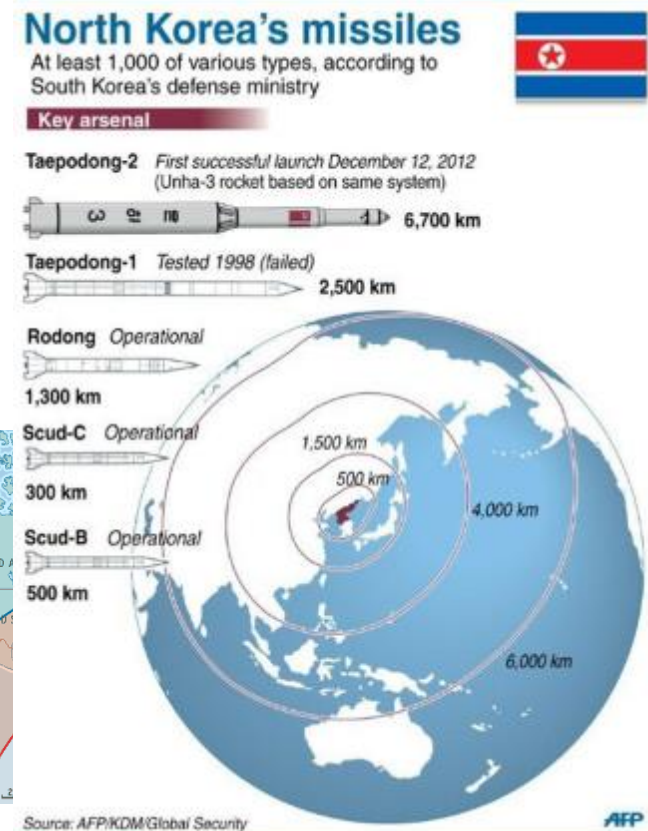 North Korea's missiles
At least 1,000 of various types, according to
South Korea's defense ministry
Key arsenal
Taepodong-2 First successful launch December 12, 2012
(Unha-3 rocket based on same system)
6,700 km
Taepodong-1 Tested 1998 (failed)
2,500 km
Rodong Operational
1,300 km
Scud-C Operational
300 km
Scud-B Operational
500 km
1,500 km
500 km
4,000 km
6,000 km
Source: AFP/KDM/Global Security
AFP